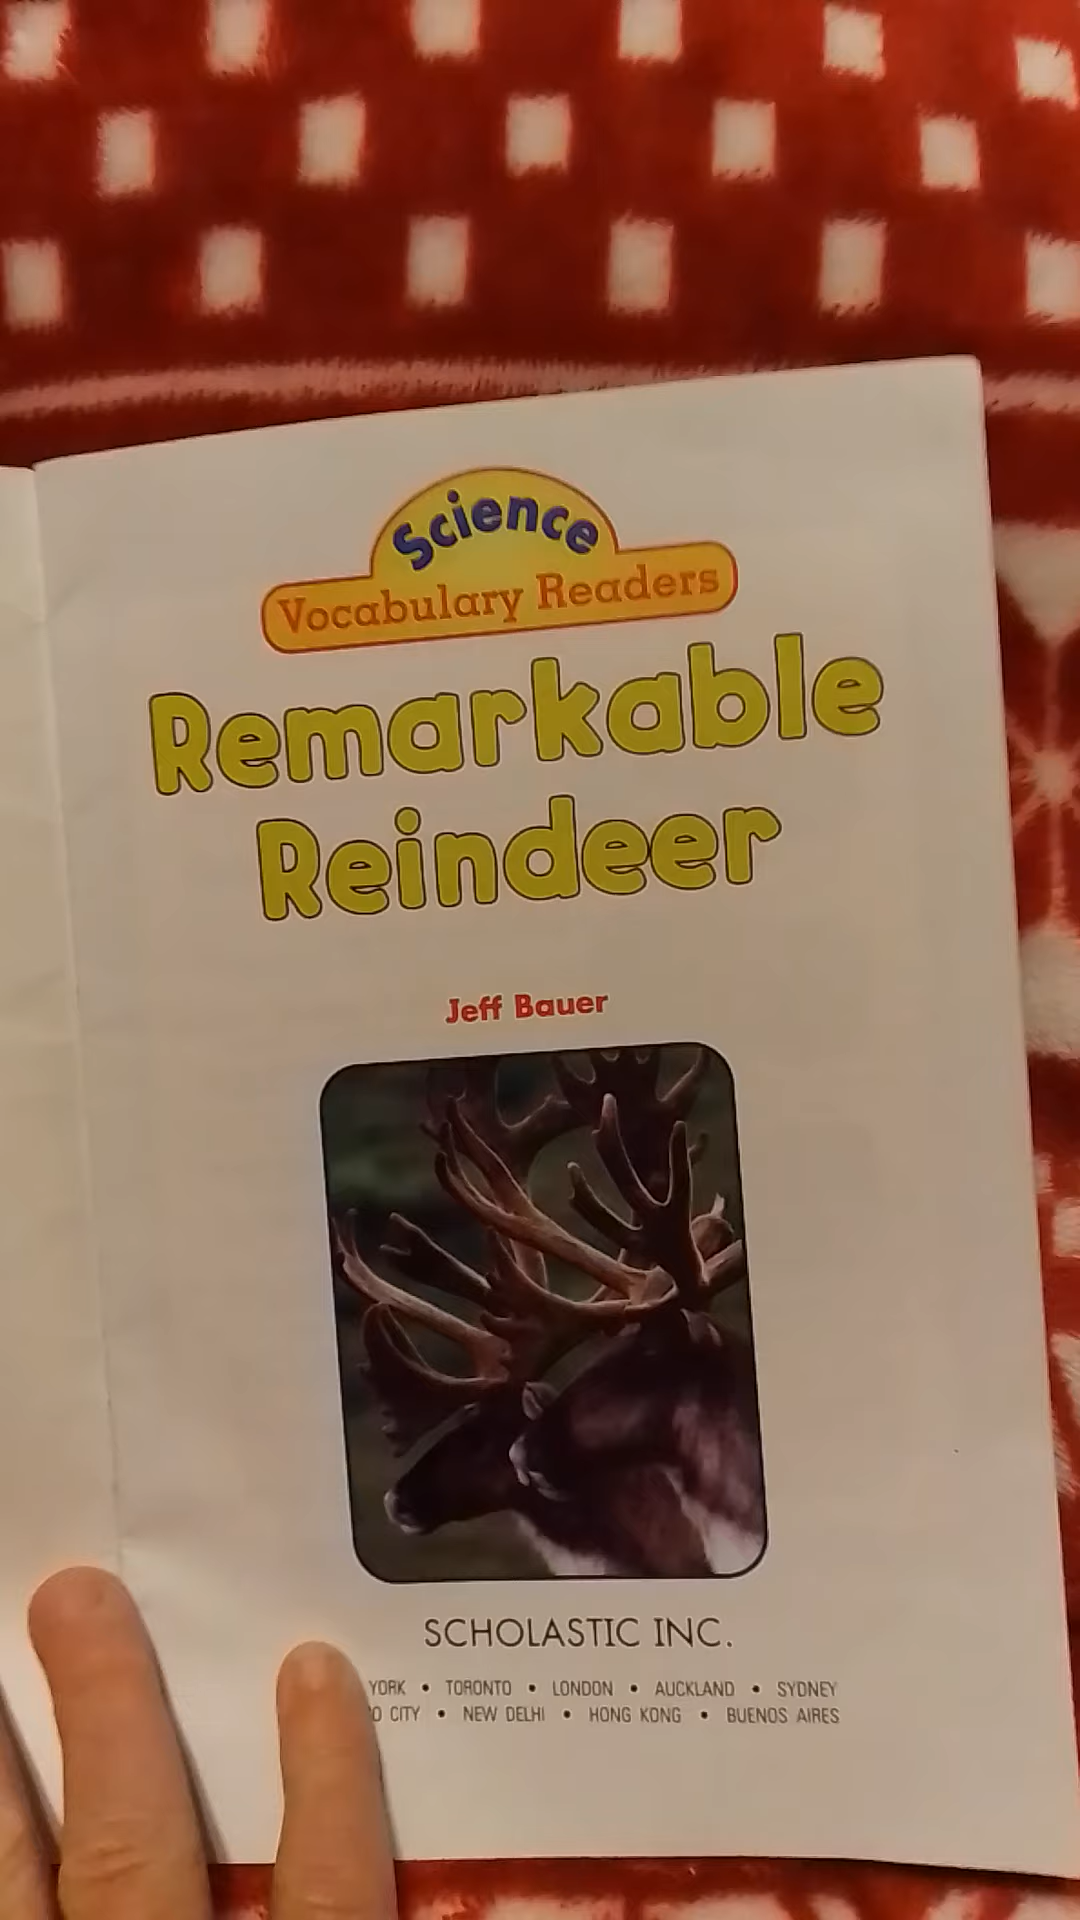 Science
Vocabulary Readers
Remarkable
Reindeer
Jeff Bauer
SCHOLASTIC INC.
YORK • TORONTO • LONDON • AUCKLAND • SYDNEY
CITY • NEW DELHI • HONG KONG • BUENOS AIRES